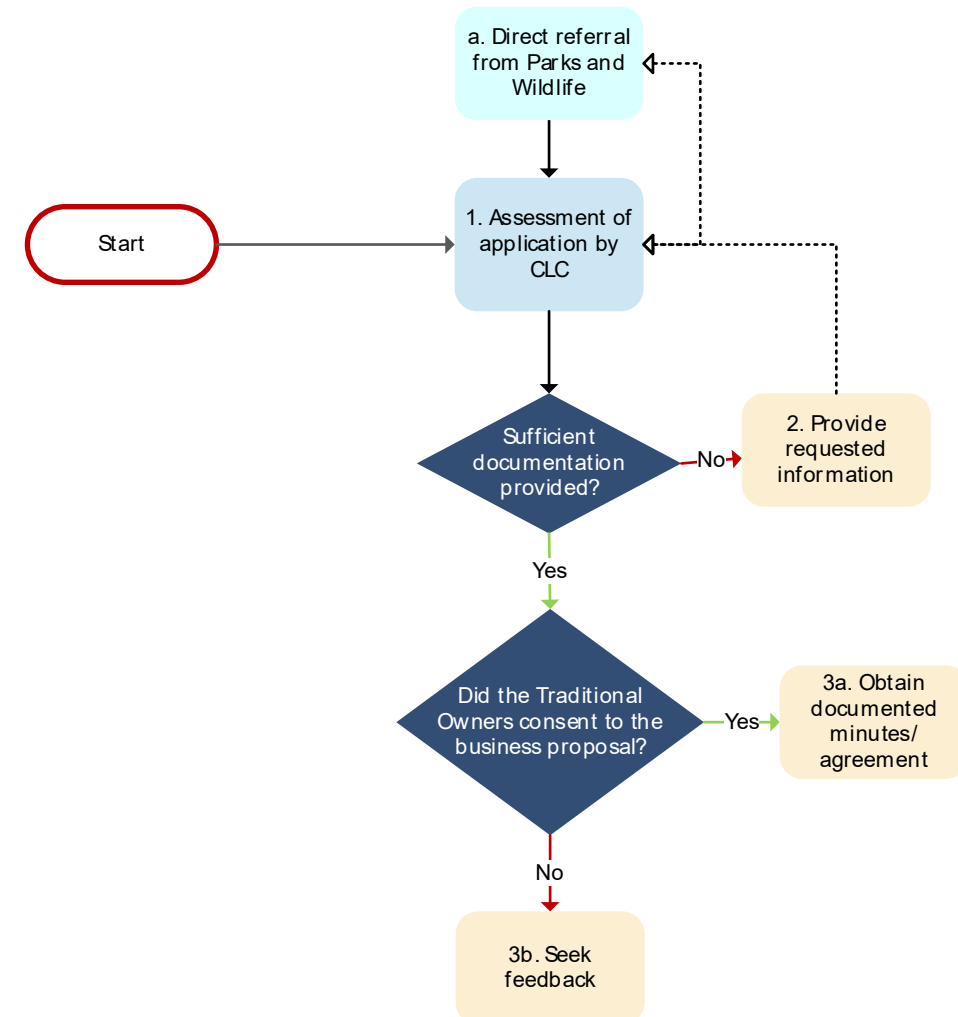 a. Direct referral
from Parks and
Wildlife
Start
1. Assessment of
application by
CLC
Sufficient
documentation
provided?
No
2. Provide
requested
information
Yes
Did the Traditional
Owners consent to the
business proposal?
Yes
3a. Obtain
documented
minutes/
agreement
No
3b. Seek
feedback